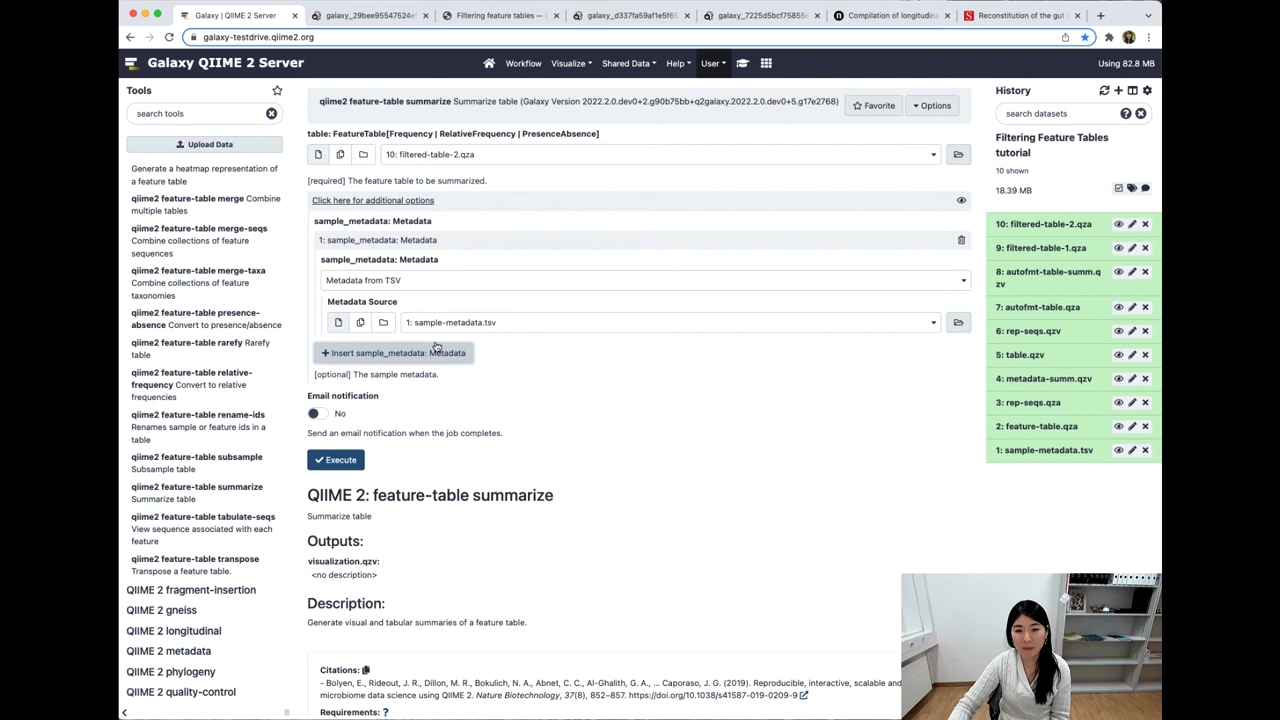 Galaxy | QIIME 2 Server
galaxy_29bee95547524e
Filtering feature tables — 
galaxy_d337fa59af1e5f65
galaxy_7225d5bcf75855
Compilation of longitudinal
Reconstitution of the gut
galaxy-testdrive.qiime2.org
Galaxy QIIME 2 Server
Workflow
Visualize
Shared Data
Help
User
Using 82.8 MB
Tools
search tools
Upload Data
Generate a heatmap representation
of a feature table
qiime2 feature-table merge Combine
multiple tables
qiime2 feature-table merge-seqs
Combine collections of feature
sequences
qiime2 feature-table merge-taxa
Combine collections of feature
taxonomies
qiime2 feature-table presence-
absence Convert to presence/absence
qiime2 feature-table rarefy Rarefy
table
qiime2 feature-table relative-
frequency Convert to relative
frequencies
qiime2 feature-table rename-ids
Renames sample or feature ids in a
table
qiime2 feature-table subsample
Subsample table
qiime2 feature-table summarize
Summarize table
qiime2 feature-table tabulate-seqs
View sequence associated with each
feature
qiime2 feature-table transpose
Transpose a feature table.
QIIME 2 fragment-insertion
QIIME 2 gneiss
QIIME 2 longitudinal
QIIME 2 metadata
QIIME 2 phylogeny
QIIME 2 quality-control
qiime2 feature-table summarize Summarize table (Galaxy Version 2022.2.0.dev0+2.g90b75bb+q2galaxy.2022.2.0.dev0+5.g17e2768)
Favorite
Options
table: FeatureTable[Frequency | RelativeFrequency | PresenceAbsence]
10: filtered-table-2.qza
[required] The feature table to be summarized.
Click here for additional options
sample_metadata: Metadata
1: sample_metadata: Metadata
sample_metadata: Metadata
Metadata from TSV
Metadata Source
1: sample-metadata.tsv
Insert sample_metadata: Metadata
[optional] The sample metadata.
Email notification
No
Send an email notification when the job completes.
Execute
QIIME 2: feature-table summarize
Summarize table
Outputs:
visualization.qzv:
<no description>
Description:
Generate visual and tabular summaries of a feature table.
Citations:
- Bolyen, E., Rideout, J. R., Dillon, M. R., Bokulich, N. A., Abnet, C. C., Al-Ghalith, G. A., ... Caporaso, J. G. (2019). Reproducible, interactive, scalable and
microbiome data science using QIIME 2. Nature Biotechnology, 37(8), 852–857. https://doi.org/10.1038/s41587-019-0209-9
Requirements:
History
search datasets
Filtering Feature Tables
tutorial
10 shown
18.39 MB
10: filtered-table-2.qza
9: filtered-table-1.qza
8: autofmt-table-summ.q
zv
7: autofmt-table.qza
6: rep-seqs.qzv
5: table.qzv
4: metadata-summ.qzv
3: rep-seqs.qza
2: feature-table.qza
1: sample-metadata.tsv